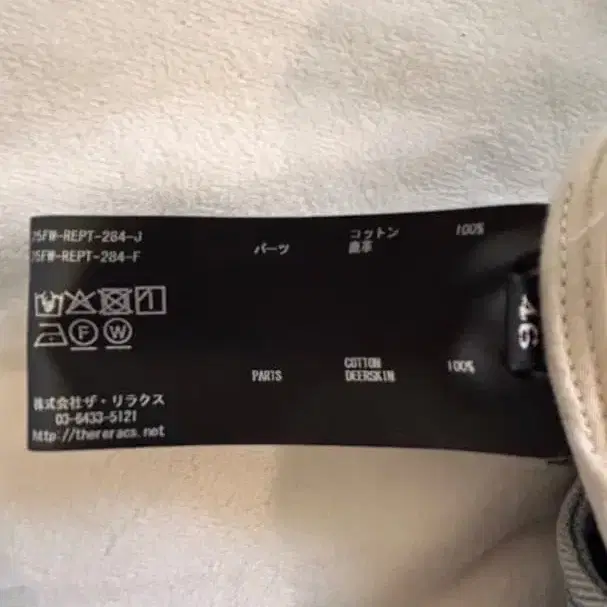 25FW-REPT-284-J
25FW-REPT-284-F
コットン 100%
パーツ 鹿革
F W
COTTON 100%
PARTS DEERSKIN
株式会社ザ・リラクス
03-6433-5121
http://thereracs.net
46